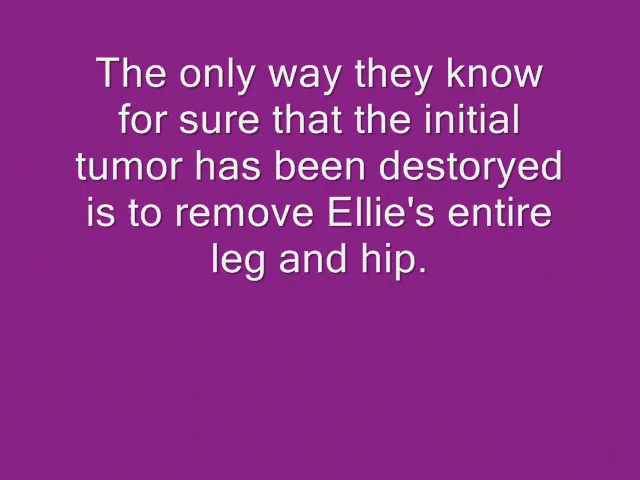 The only way they know
for sure that the initial
tumor has been destoryed
is to remove Ellie's entire
leg and hip.